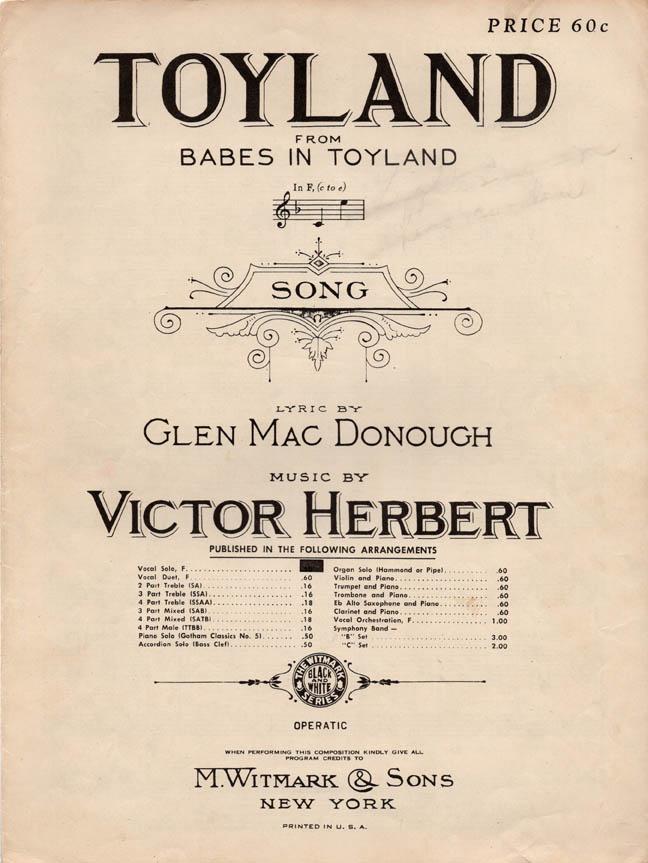 PRICE 60c
TOYLAND
FROM
BABES IN TOYLAND
In F, (c to e)
SONG
LYRIC BY
GLEN MAC DONOUGH
MUSIC BY
VICTOR HERBERT
PUBLISHED IN THE FOLLOWING ARRANGEMENTS
Vocal Solo, F
Vocal Duet, F .60
2 Part Treble (SA) .16
3 Part Treble (SSA) .16
4 Part Treble (SSAA) .18
3 Part Mixed (SAB) .16
4 Part Mixed (SATB) .18
4 Part Male (TTBB) .16
Piano Solo (Gotham Classics No. 5) .50
Accordion Solo (Bass Clef) .50
Organ Solo (Hammond or Pipe) .60
Violin and Piano .60
Trumpet and Piano .60
Trombone and Piano .60
Eb Alto Saxophone and Piano .60
Clarinet and Piano .60
Vocal Orchestration, F 1.00
Symphony Band —
"B" Set 3.00
"C" Set 2.00
THE WITMARK
BLACK
AND
WHITE
SERIES
OPERATIC
WHEN PERFORMING THIS COMPOSITION KINDLY GIVE ALL
PROGRAM CREDITS TO
M. WITMARK & SONS
NEW YORK
PRINTED IN U. S. A.